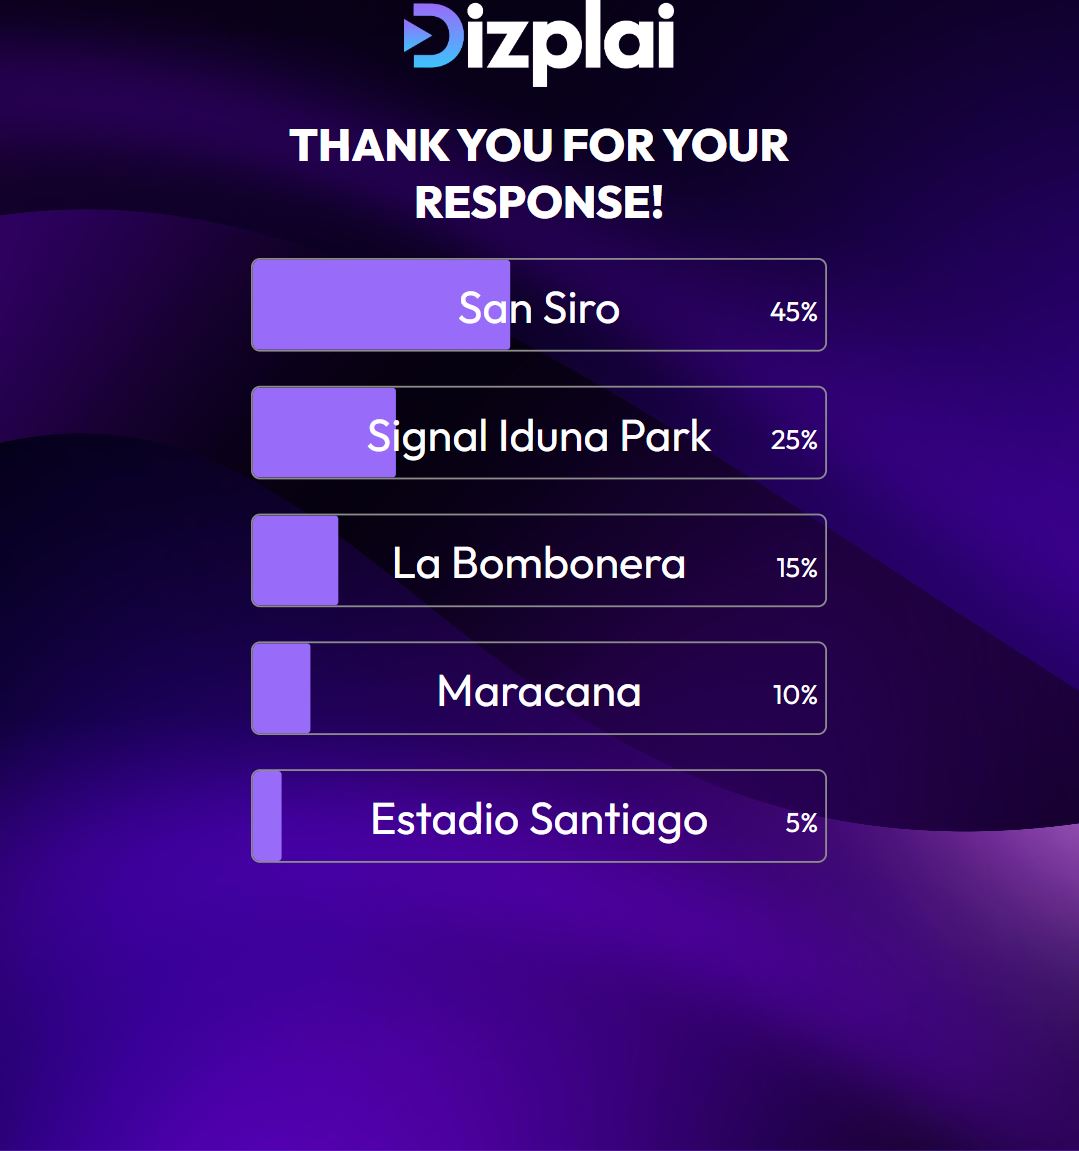 Dizplai
THANK YOU FOR YOUR
RESPONSE!
San Siro 45%
Signal Iduna Park 25%
La Bombonera 15%
Maracana 10%
Estadio Santiago 5%